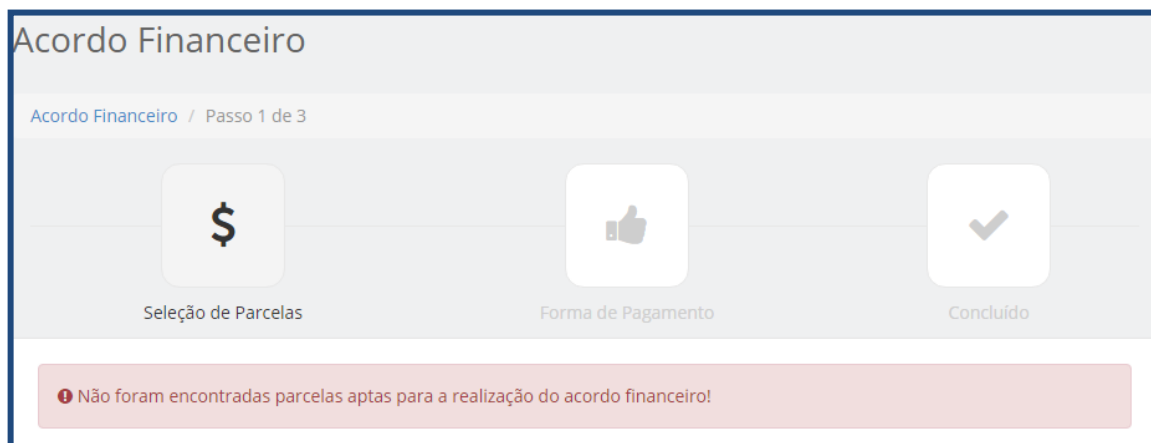 Acordo Financeiro
Acordo Financeiro / Passo 1 de 3
$
Seleção de Parcelas
Forma de Pagamento
Concluído
Não foram encontradas parcelas aptas para a realização do acordo financeiro!